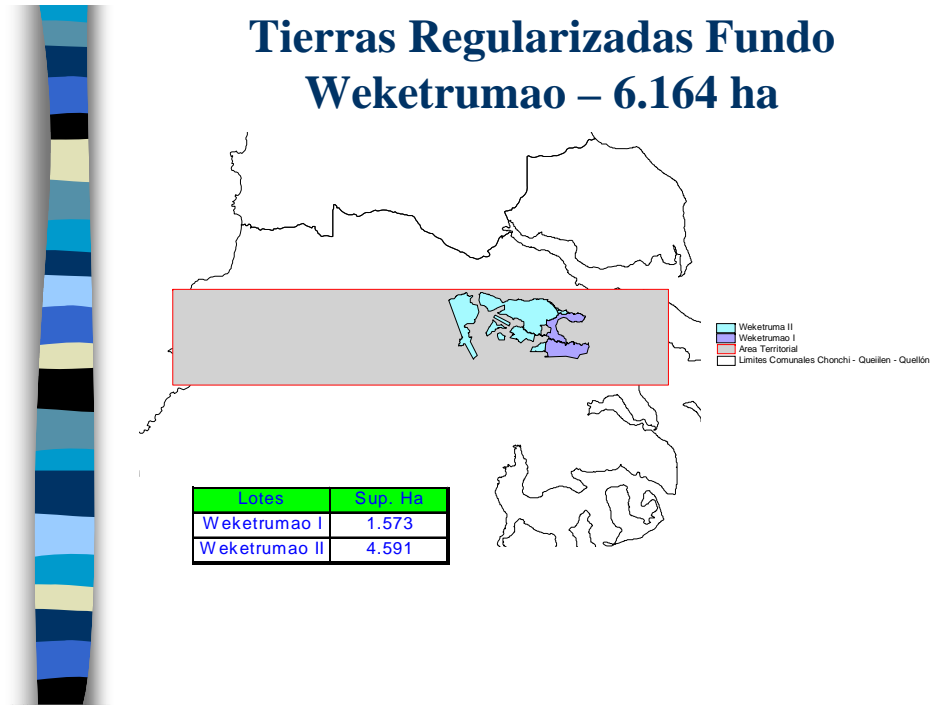 Tierras Regularizadas Fundo
Weketrumao – 6.164 ha
Weketruma II
Weketrumao I
Area Territorial
Limites Comunales Chonchi - Queiilen - Quellón
Lotes Sup. Ha
Weketrumao I 1.573
Weketrumao II 4.591